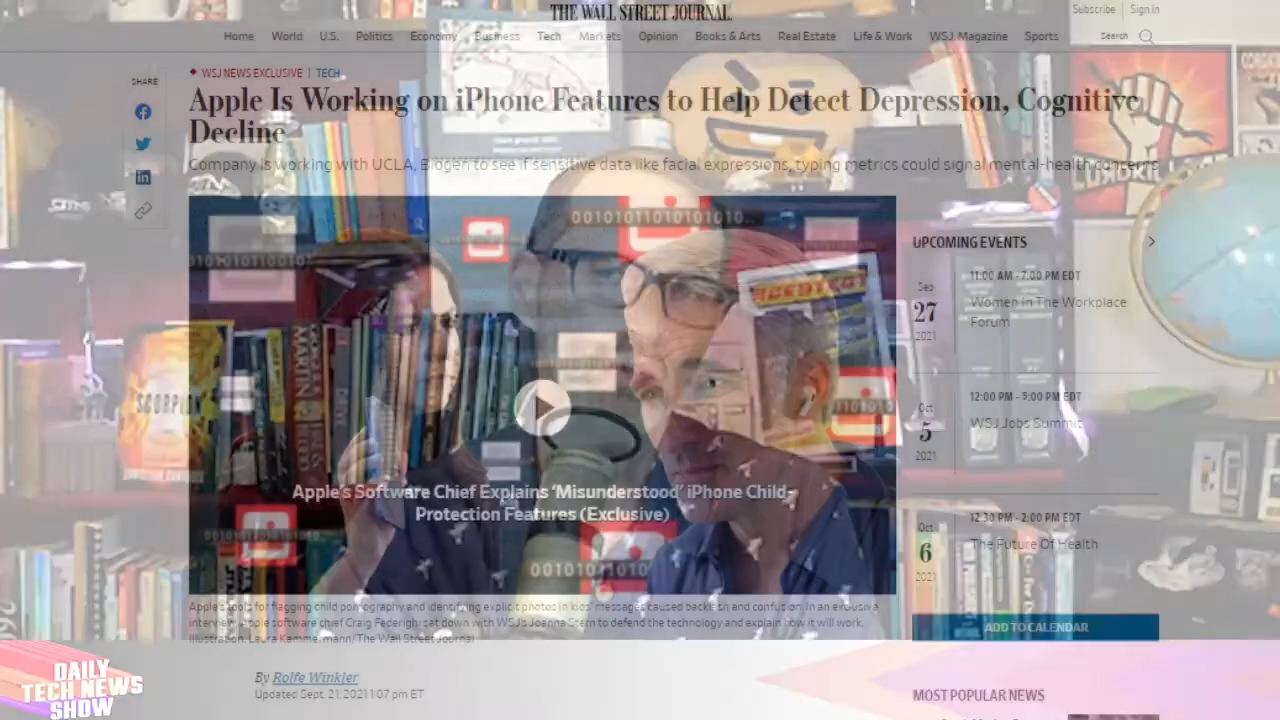 THE WALL STREET JOURNAL.
Subscribe Sign In
Home World U.S. Politics Economy Business Tech Markets Opinion Books & Arts Real Estate Life & Work WSJ. Magazine Sports Search
SHARE
WSJ NEWS EXCLUSIVE | TECH
Apple Is Working on iPhone Features to Help Detect Depression, Cognitive
Decline
Company is working with UCLA, Biogen to see if sensitive data like facial expressions, typing metrics could signal mental-health concerns
00101011010101010
UPCOMING EVENTS
Sep
27
2021
11:00 AM - 7:00 PM EDT
Women In The Workplace
Forum
Oct
5
2021
12:00 PM - 5:00 PM EDT
WSJ Jobs Summit
Oct
6
2021
12:30 PM - 2:00 PM EDT
The Future Of Health
ADD TO CALENDAR
SCORPION
MARTIN
Apple's Software Chief Explains 'Misunderstood' iPhone Child-
Protection Features (Exclusive)
001010110101
Apple's tools for flagging child pornography and identifying explicit photos in kids' messages caused backlash and confusion. In an exclusive
interview, Apple software chief Craig Federighi sat down with WSJ's Joanna Stern to defend the technology and explain how it will work.
Illustration: Laura Kammermann/The Wall Street Journal
By Rolfe Winkler
Updated Sept. 21, 2021 1:07 pm ET
MOST POPULAR NEWS
DAILY
TECH NEWS
SHOW